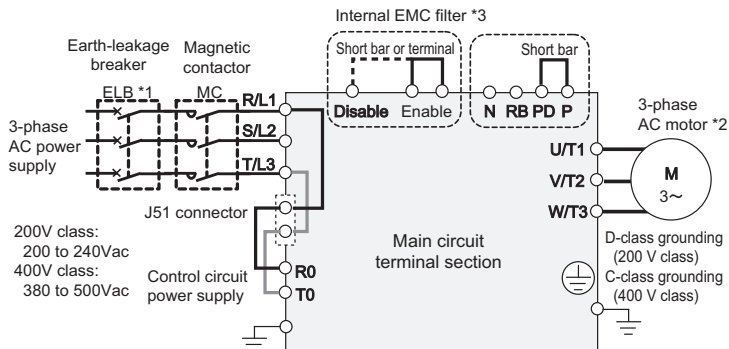 Internal EMC filter *3
Earth-leakage
breaker
ELB *1
Magnetic
contactor
MC
Short bar or terminal
Short bar
Disable Enable
N RB PD P
R/L1
S/L2
T/L3
3-phase
AC power
supply
3-phase
AC motor *2
U/T1
V/T2
W/T3
M
3~
J51 connector
200V class:
200 to 240Vac
400V class:
380 to 500Vac
Control circuit
power supply
R0
T0
Main circuit
terminal section
D-class grounding
(200 V class)
C-class grounding
(400 V class)